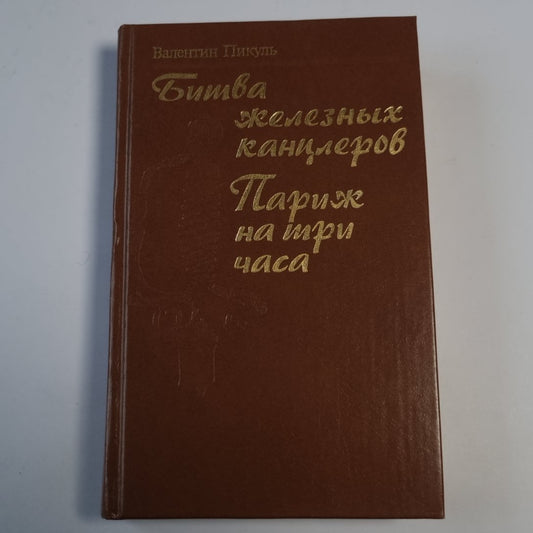 Валентин Пикуль
Битва
железных
канцлеров
Париж
на три
часа